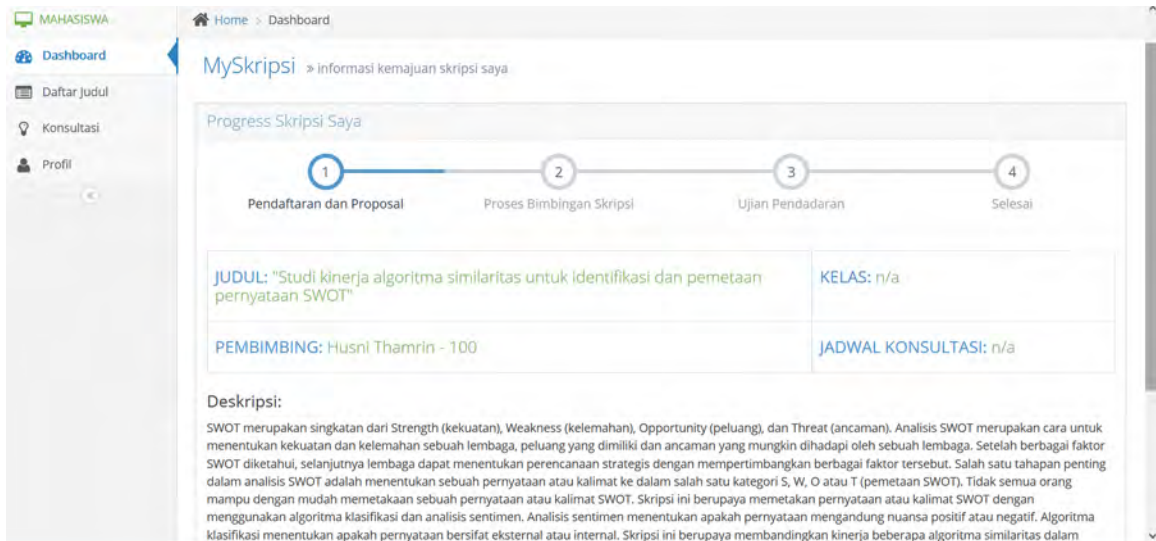 MAHASISWA
Home > Dashboard
Dashboard
Daftar Judul
Konsultasi
Profil
MySkripsi » informasi kemajuan skripsi saya
Progress Skripsi Saya
1 2 3 4
Pendaftaran dan Proposal Proses Bimbingan Skripsi Ujian Pendadaran Selesai
JUDUL: "Studi kinerja algoritma similaritas untuk identifikasi dan pemetaan
pernyataan SWOT"
KELAS: n/a
PEMBIMBING: Husni Thamrin - 100
JADWAL KONSULTASI: n/a
Deskripsi:
SWOT merupakan singkatan dari Strength (kekuatan), Weakness (kelemahan), Opportunity (peluang), dan Threat (ancaman). Analisis SWOT merupakan cara untuk
menentukan kekuatan dan kelemahan sebuah lembaga, peluang yang dimiliki dan ancaman yang mungkin dihadapi oleh sebuah lembaga. Setelah berbagai faktor
SWOT diketahui, selanjutnya lembaga dapat menentukan perencanaan strategis dengan mempertimbangkan berbagai faktor tersebut. Salah satu tahapan penting
dalam analisis SWOT adalah menentukan sebuah pernyataan atau kalimat ke dalam salah satu kategori S, W, O atau T (pemetaan SWOT). Tidak semua orang
mampu dengan mudah memetakaan sebuah pernyataan atau kalimat SWOT. Skripsi ini berupaya memetakan pernyataan atau kalimat SWOT dengan
menggunakan algoritma klasifikasi dan analisis sentimen. Analisis sentimen menentukan apakah pernyataan mengandung nuansa positif atau negatif. Algoritma
klasifikasi menentukan apakah pernyataan bersifat eksternal atau internal. Skripsi ini berupaya membandingkan kinerja beberapa algoritma similaritas dalam